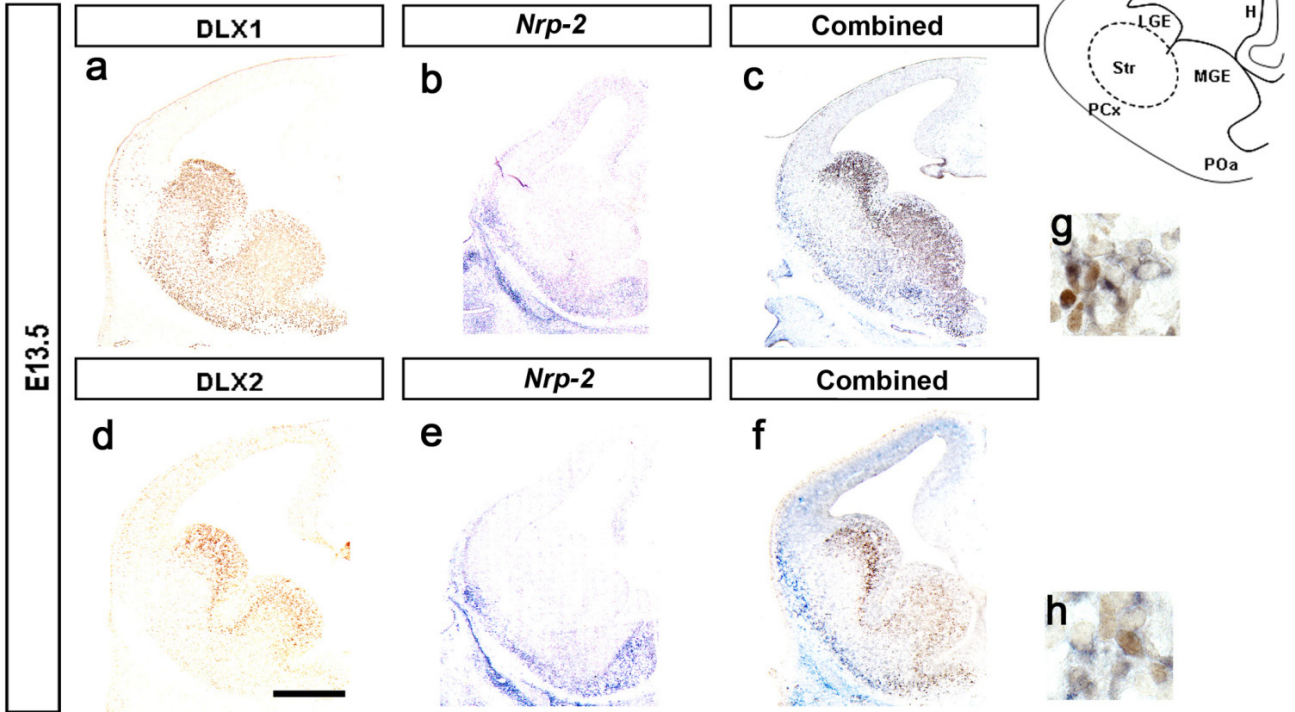 DLX1
Nrp-2
Combined
LGE
H
Str
MGE
PCx
POa
a
b
c
g
E13.5
DLX2
Nrp-2
Combined
d
e
f
h